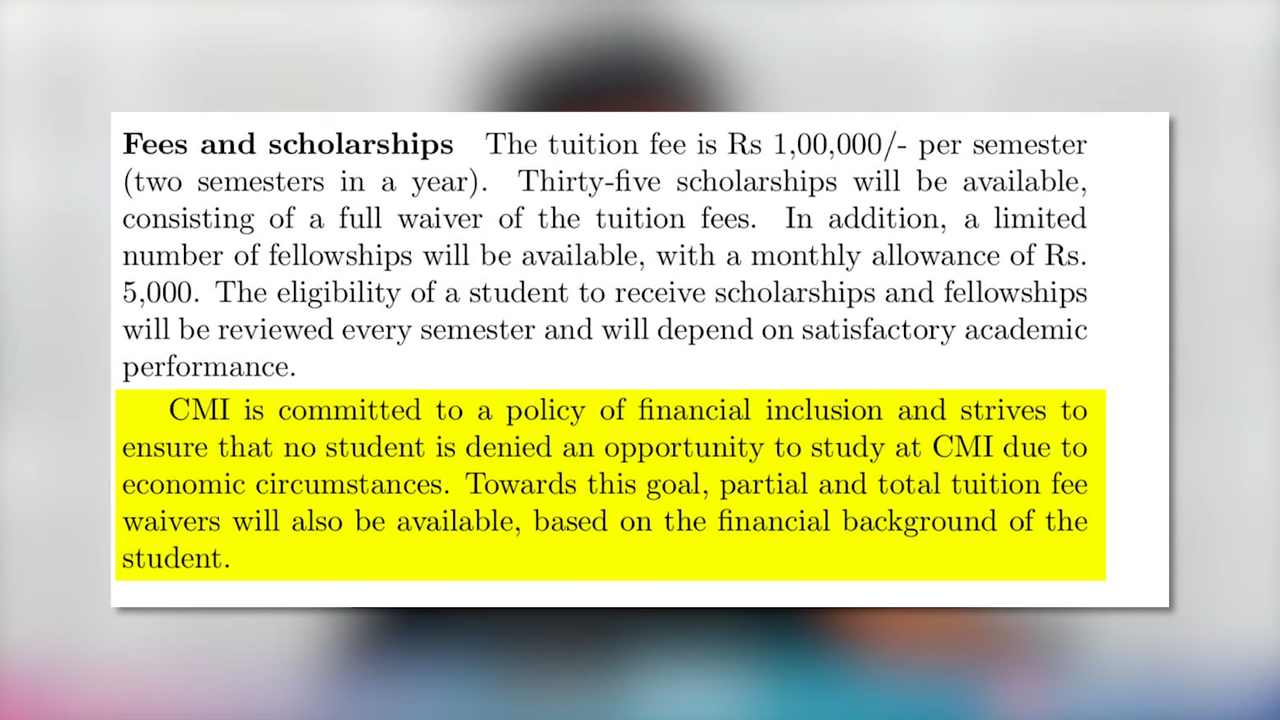 Fees and scholarships The tuition fee is Rs 1,00,000/- per semester
(two semesters in a year). Thirty-five scholarships will be available,
consisting of a full waiver of the tuition fees. In addition, a limited
number of fellowships will be available, with a monthly allowance of Rs.
5,000. The eligibility of a student to receive scholarships and fellowships
will be reviewed every semester and will depend on satisfactory academic
performance.
CMI is committed to a policy of financial inclusion and strives to
ensure that no student is denied an opportunity to study at CMI due to
economic circumstances. Towards this goal, partial and total tuition fee
waivers will also be available, based on the financial background of the
student.